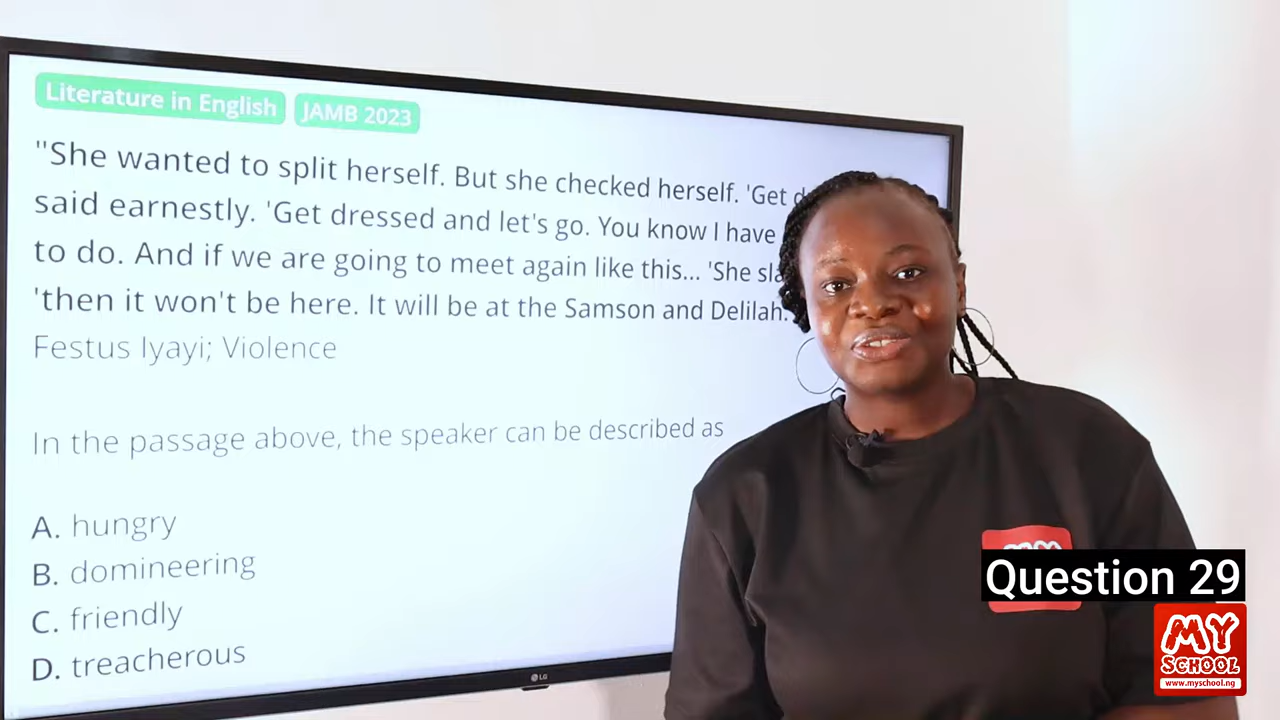 Literature in English JAMB 2023
"She wanted to split herself. But she checked herself. 'Get
said earnestly. 'Get dressed and let's go. You know I have
to do. And if we are going to meet again like this... 'She
'then it won't be here. It will be at the Samson and Delilah.
Festus Iyayi; Violence
In the passage above, the speaker can be described as
A. hungry
B. domineering
C. friendly
D. treacherous
LG
Question 29
MY
SCHOOL
www.myschool.ng